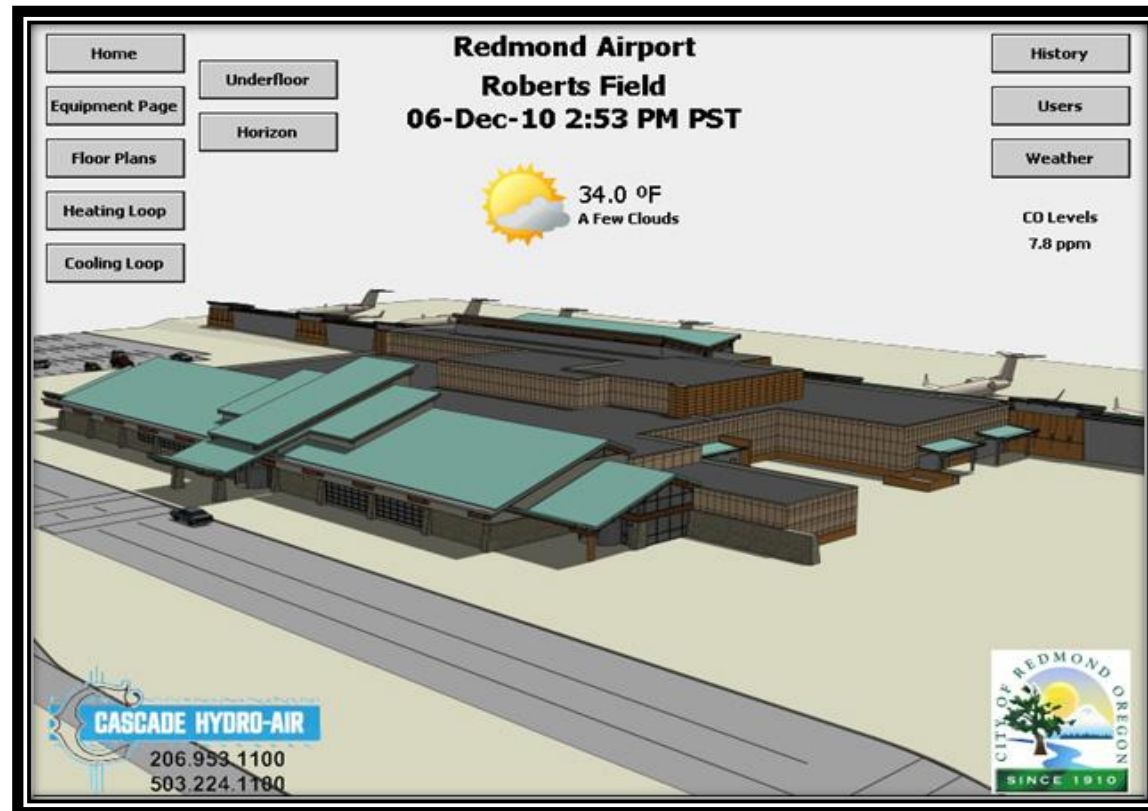 Home
Equipment Page
Floor Plans
Heating Loop
Cooling Loop
Underfloor
Horizon
Redmond Airport
Roberts Field
06-Dec-10 2:53 PM PST
34.0 ºF
A Few Clouds
History
Users
Weather
CO Levels
7.8 ppm
CASCADE HYDRO-AIR
206.953.1100
503.224.1100
CITY OF REDMOND OREGON
SINCE 1910